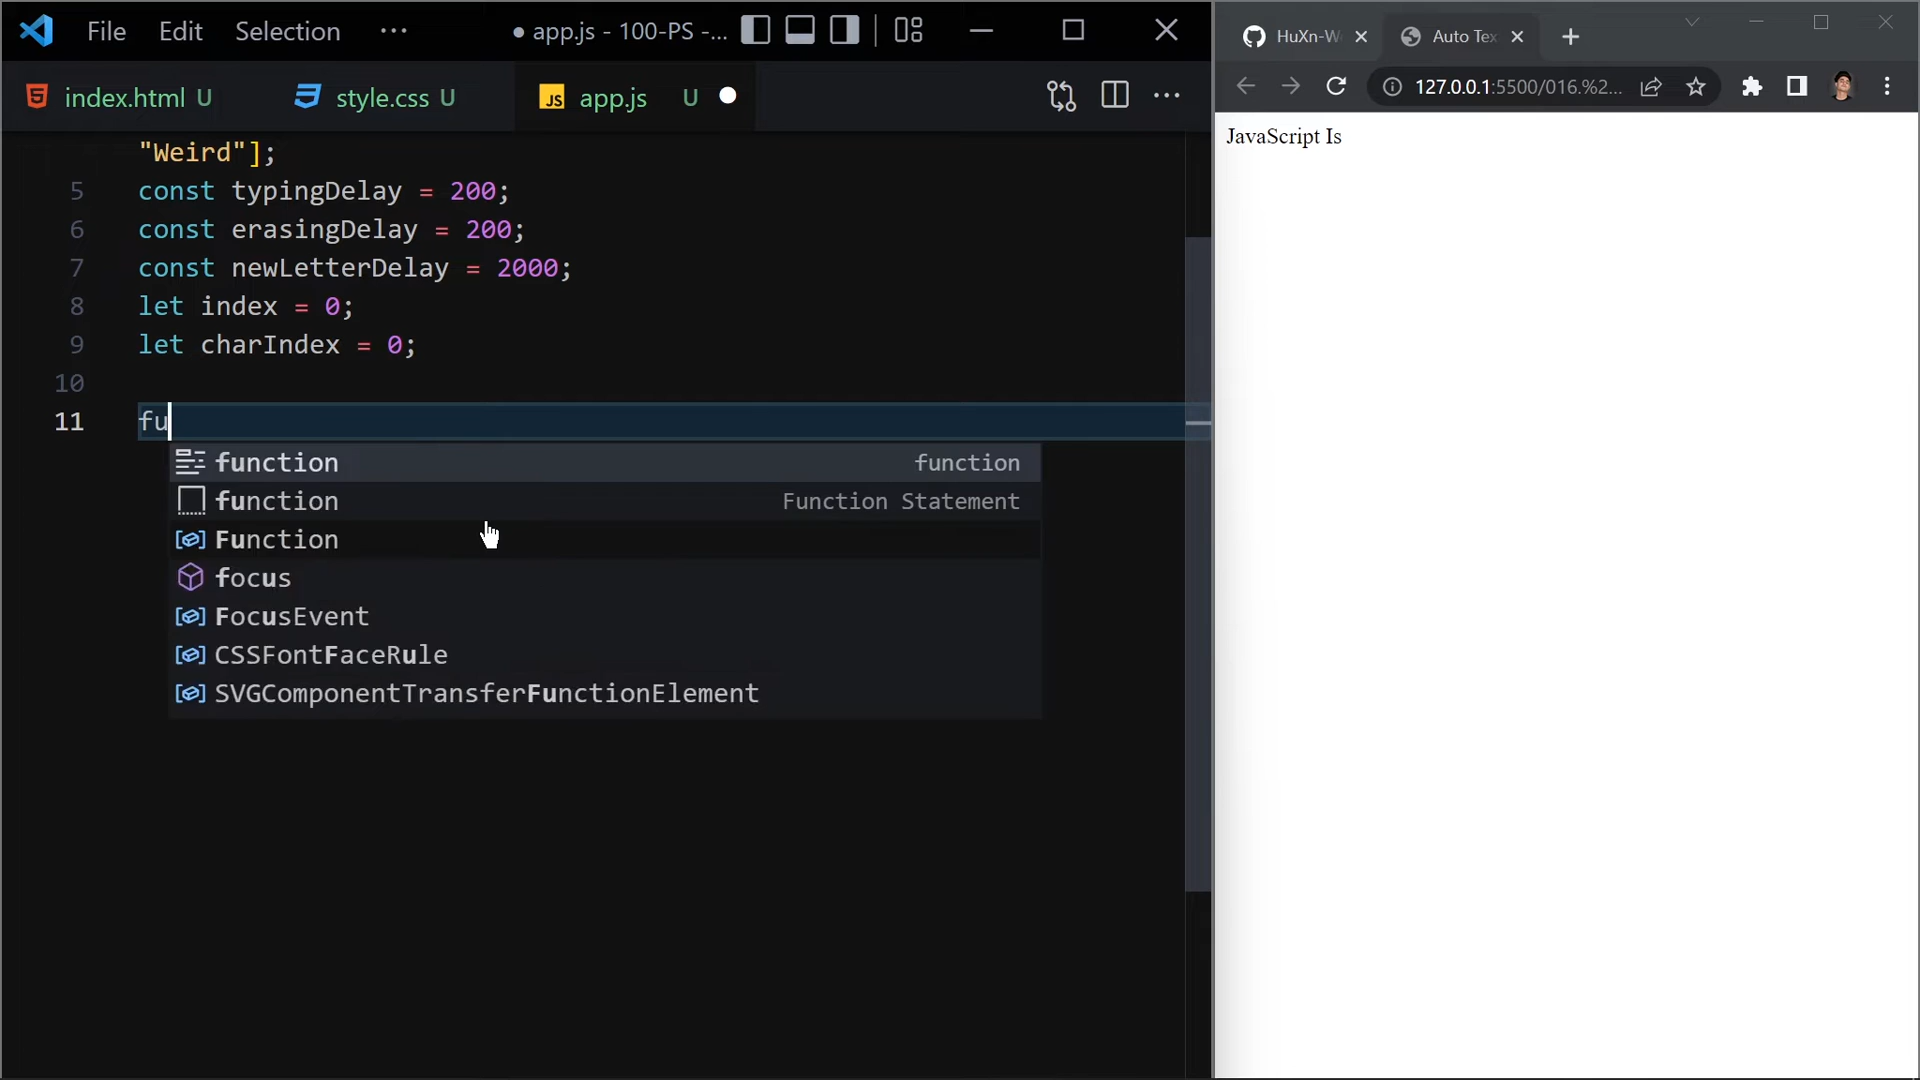 File Edit Selection ··· ● app.js - 100-PS -...
index.html U style.css U JS app.js U
"Weird"];
5 const typingDelay = 200;
6 const erasingDelay = 200;
7 const newLetterDelay = 2000;
8 let index = 0;
9 let charIndex = 0;
10
11 fu
function function
function Function Statement
Function
focus
FocusEvent
CSSFontFaceRule
SVGComponentTransferFunctionElement
HuXn-W Auto Tex
127.0.0.1:5500/016.%2...
JavaScript Is